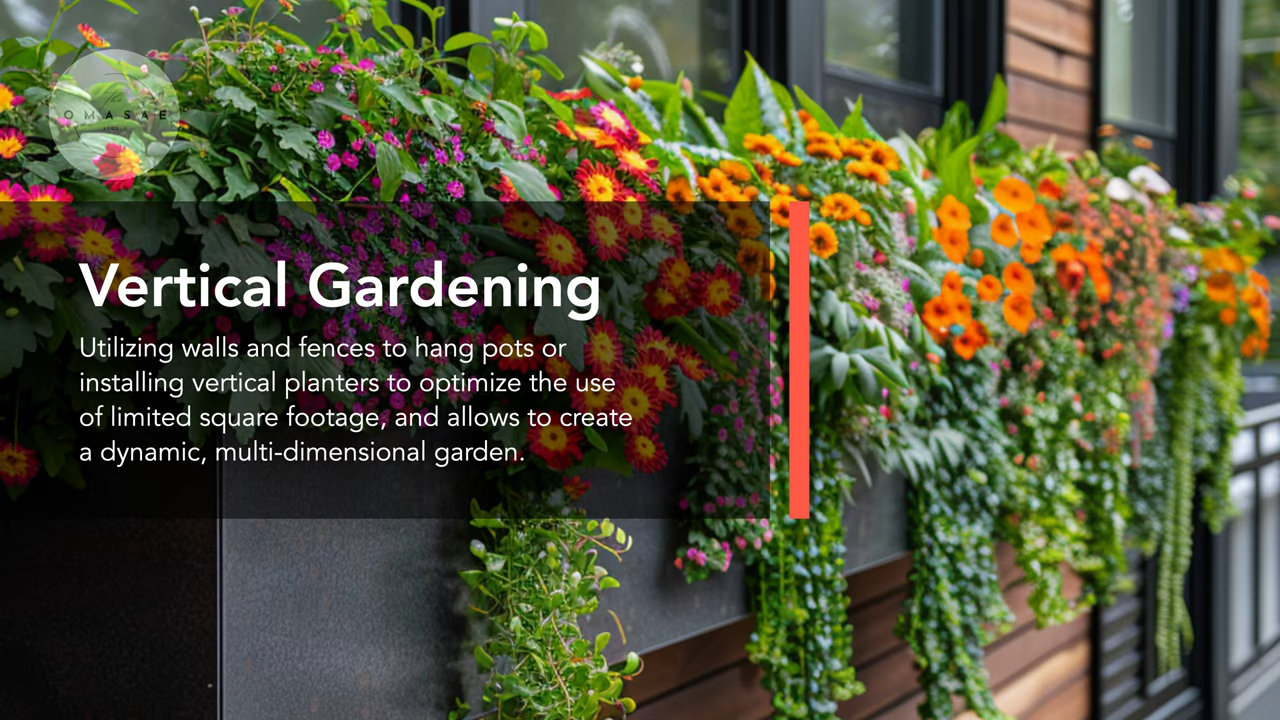 OMASAE
Vertical Gardening
Utilizing walls and fences to hang pots or
installing vertical planters to optimize the use
of limited square footage, and allows to create
a dynamic, multi-dimensional garden.